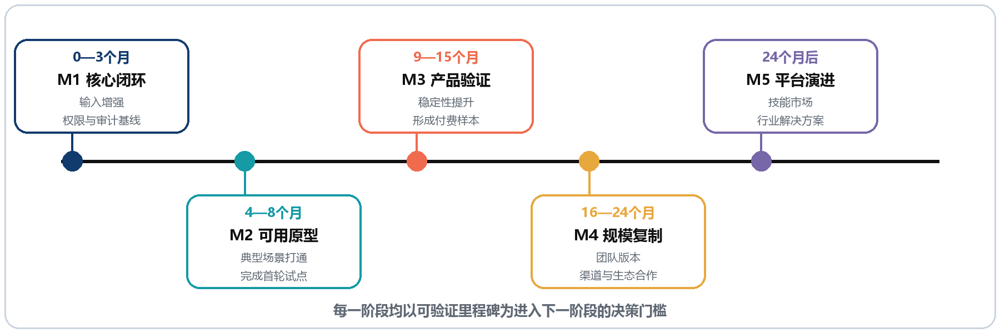 0—3个月
M1 核心闭环
输入增强
权限与审计基线
4—8个月
M2 可用原型
典型场景打通
完成首轮试点
9—15个月
M3 产品验证
稳定性提升
形成付费样本
16—24个月
M4 规模复制
团队版本
渠道与生态合作
24个月后
M5 平台演进
技能市场
行业解决方案
每一阶段均以可验证里程碑为进入下一阶段的决策门槛